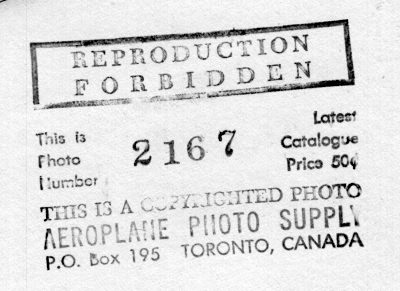 REPRODUCTION
FORBIDDEN
This is Photo Number
2167
Latest Catalogue Price 50¢
THIS IS A COPYRIGHTED PHOTO
AEROPLANE PHOTO SUPPLY
P.O. Box 195 TORONTO, CANADA